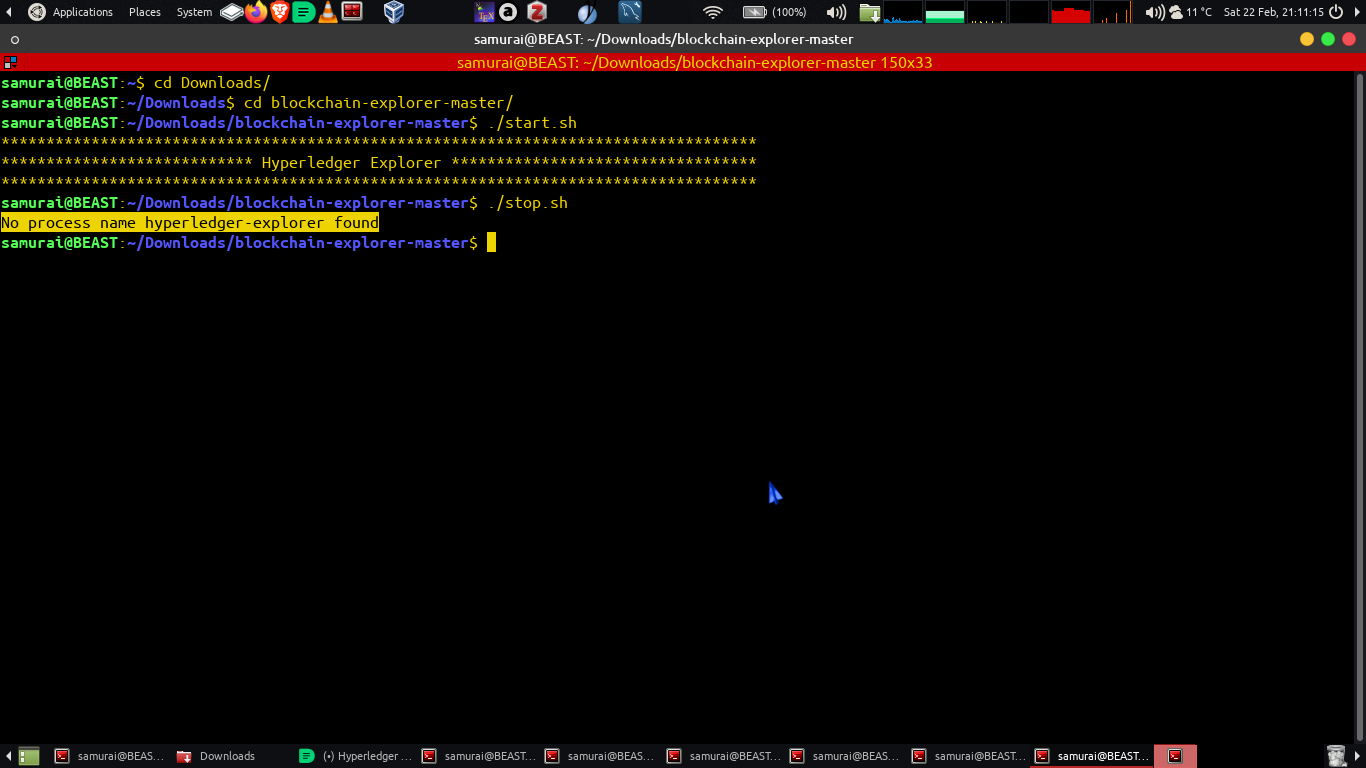 Applications Places System (100%) 11 °C Sat 22 Feb, 21:11:15
samurai@BEAST: ~/Downloads/blockchain-explorer-master
samurai@BEAST: ~/Downloads/blockchain-explorer-master 150x33
samurai@BEAST:~$ cd Downloads/
samurai@BEAST:~/Downloads$ cd blockchain-explorer-master/
samurai@BEAST:~/Downloads/blockchain-explorer-master$ ./start.sh
************************************************************************************
**************************** Hyperledger Explorer **********************************
************************************************************************************
samurai@BEAST:~/Downloads/blockchain-explorer-master$ ./stop.sh
No process name hyperledger-explorer found
samurai@BEAST:~/Downloads/blockchain-explorer-master$
samurai@BEAS... Downloads (•) Hyperledger ... samurai@BEAST... samurai@BEAS... samurai@BEAST... samurai@BEAS... samurai@BEAST... samurai@BEAST...